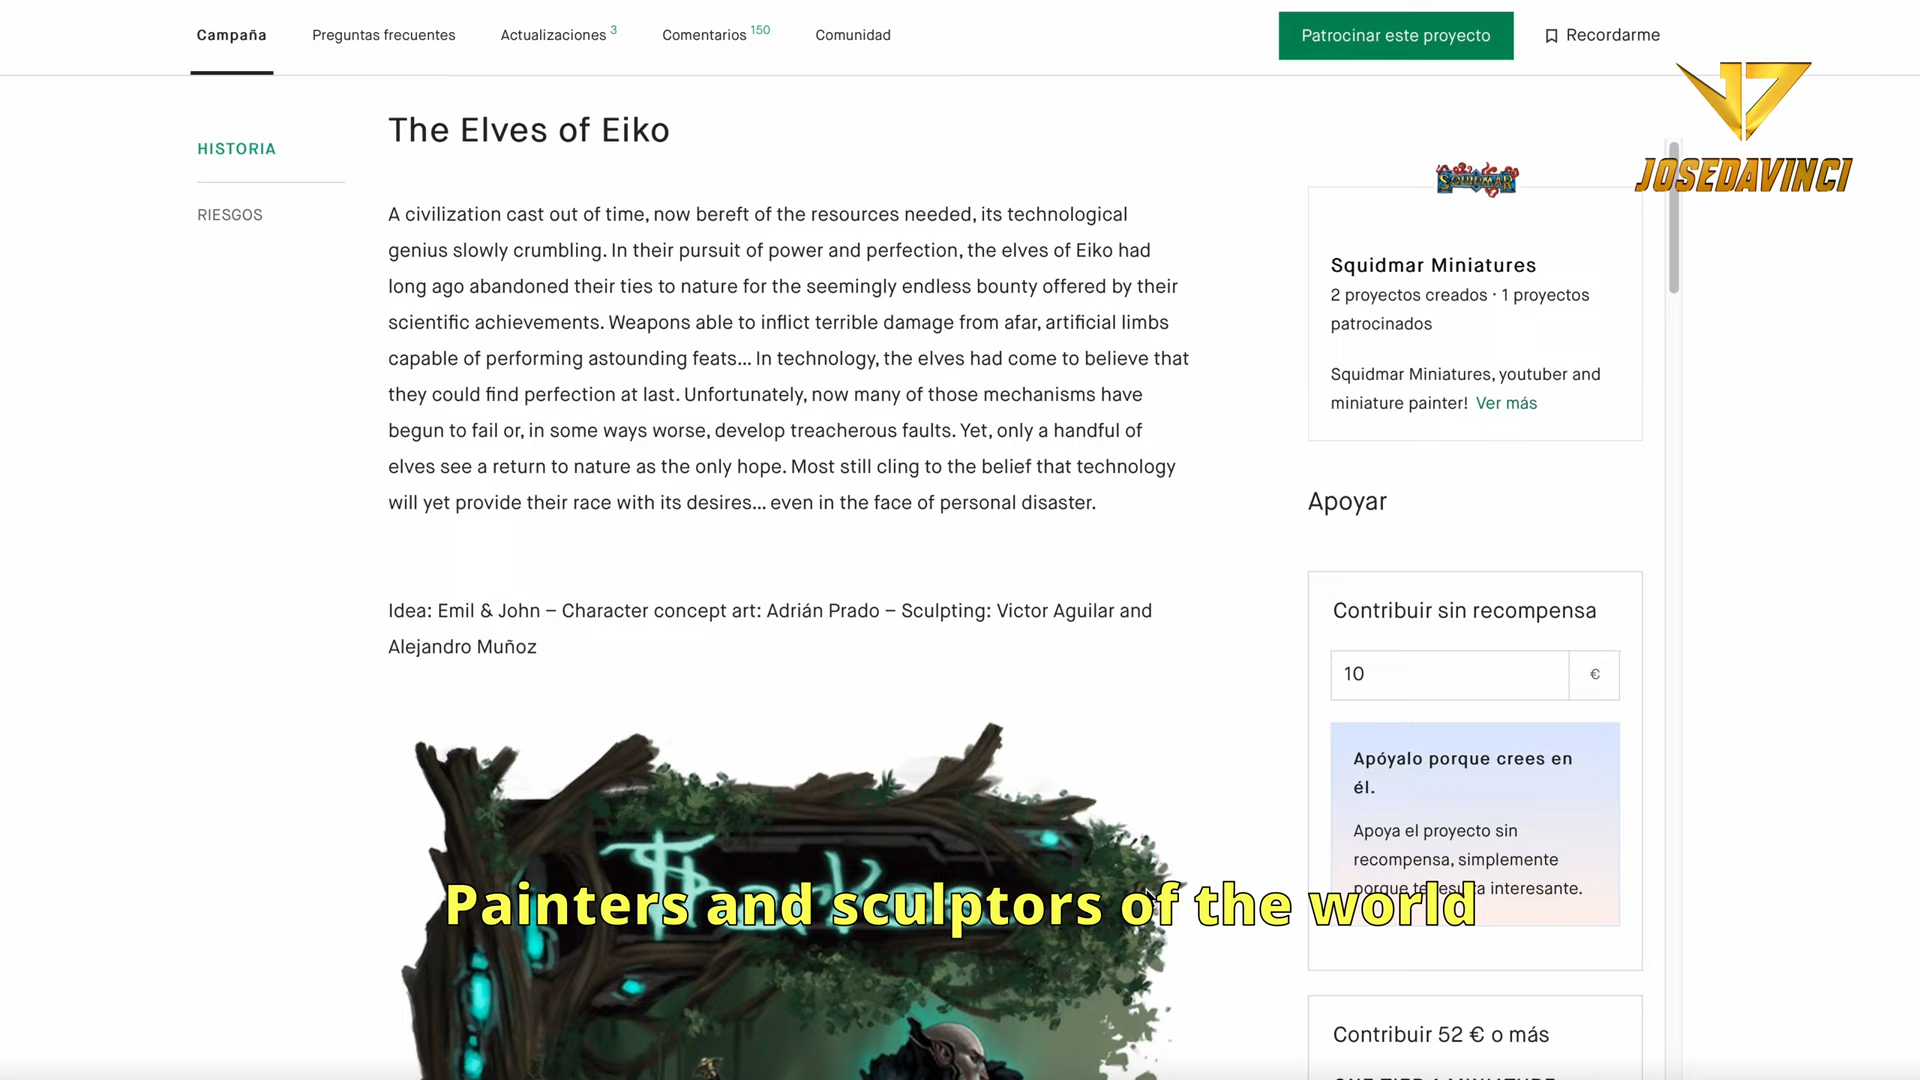 Campaña
Preguntas frecuentes
Actualizaciones 3
Comentarios 150
Comunidad
Patrocinar este proyecto
Recordarme
JOSEDAVINCI
HISTORIA
RIESGOS
The Elves of Eiko
A civilization cast out of time, now bereft of the resources needed, its technological
genius slowly crumbling. In their pursuit of power and perfection, the elves of Eiko had
long ago abandoned their ties to nature for the seemingly endless bounty offered by their
scientific achievements. Weapons able to inflict terrible damage from afar, artificial limbs
capable of performing astounding feats... In technology, the elves had come to believe that
they could find perfection at last. Unfortunately, now many of those mechanisms have
begun to fail or, in some ways worse, develop treacherous faults. Yet, only a handful of
elves see a return to nature as the only hope. Most still cling to the belief that technology
will yet provide their race with its desires... even in the face of personal disaster.
Idea: Emil & John – Character concept art: Adrián Prado – Sculpting: Victor Aguilar and
Alejandro Muñoz
SQUIDMAR
Squidmar Miniatures
2 proyectos creados · 1 proyectos
patrocinados
Squidmar Miniatures, youtuber and
miniature painter! Ver más
Apoyar
Contribuir sin recompensa
10 €
Apóyalo porque crees en
él.
Apoya el proyecto sin
recompensa, simplemente
porque interesante.
Painters and sculptors of the world
Contribuir 52 € o más